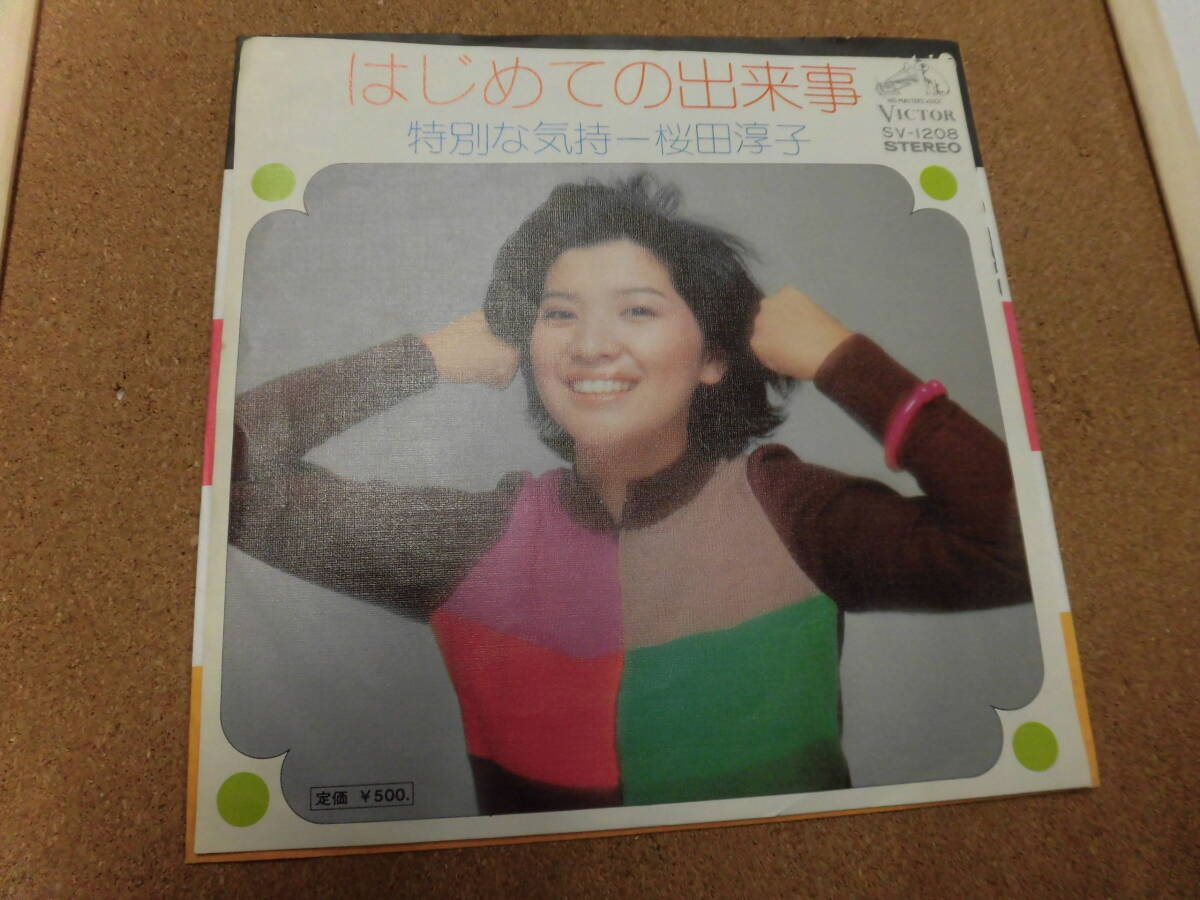 はじめての出来事
特別な気持ー桜田淳子
VICTOR
SV-1208
STEREO
定価 ¥500.